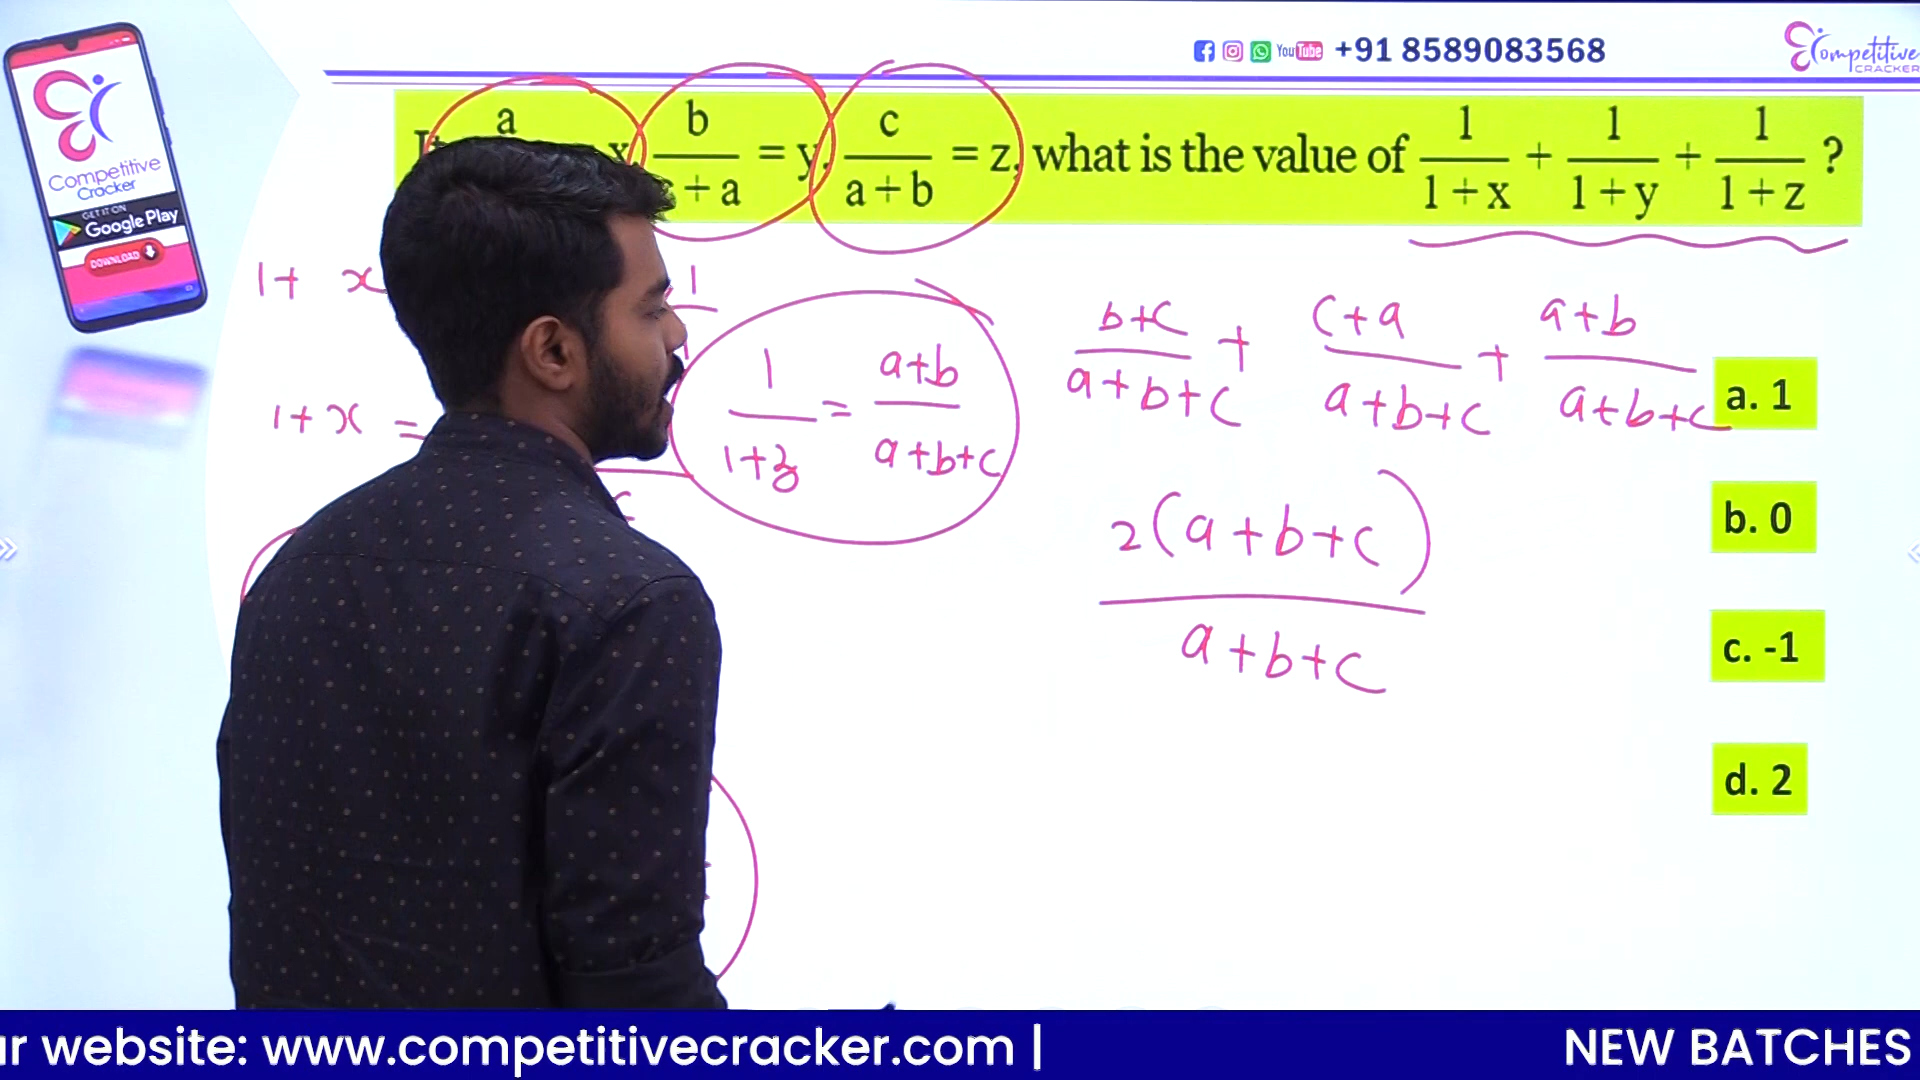 YouTube +91 8589083568
Competitive
CRACKER
Competitive
Cracker
GET IT ON
Google Play
DOWNLOAD
a x, b/ + a = y, c/(a+b) = z, what is the value of 1/(1+x) + 1/(1+y) + 1/(1+z) ?
1+ x
1
1+x =
1/(1+z) = (a+b)/(a+b+c)
(b+c)/(a+b+c) + (c+a)/(a+b+c) + (a+b)/(a+b+c)
2(a+b+c)/(a+b+c)
a. 1
b. 0
c. -1
d. 2
website: www.competitivecracker.com |
NEW BATCHES